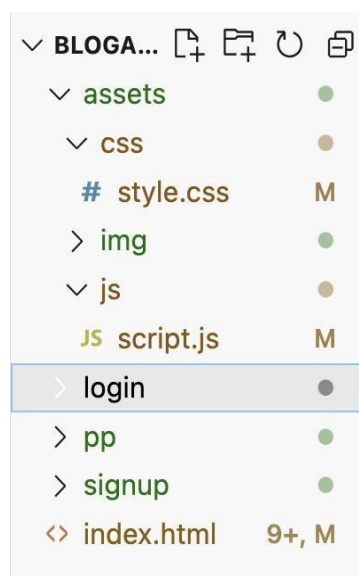 BLOGA...
assets
css
# style.css M
img
js
JS script.js M
login
pp
signup
<> index.html 9+, M